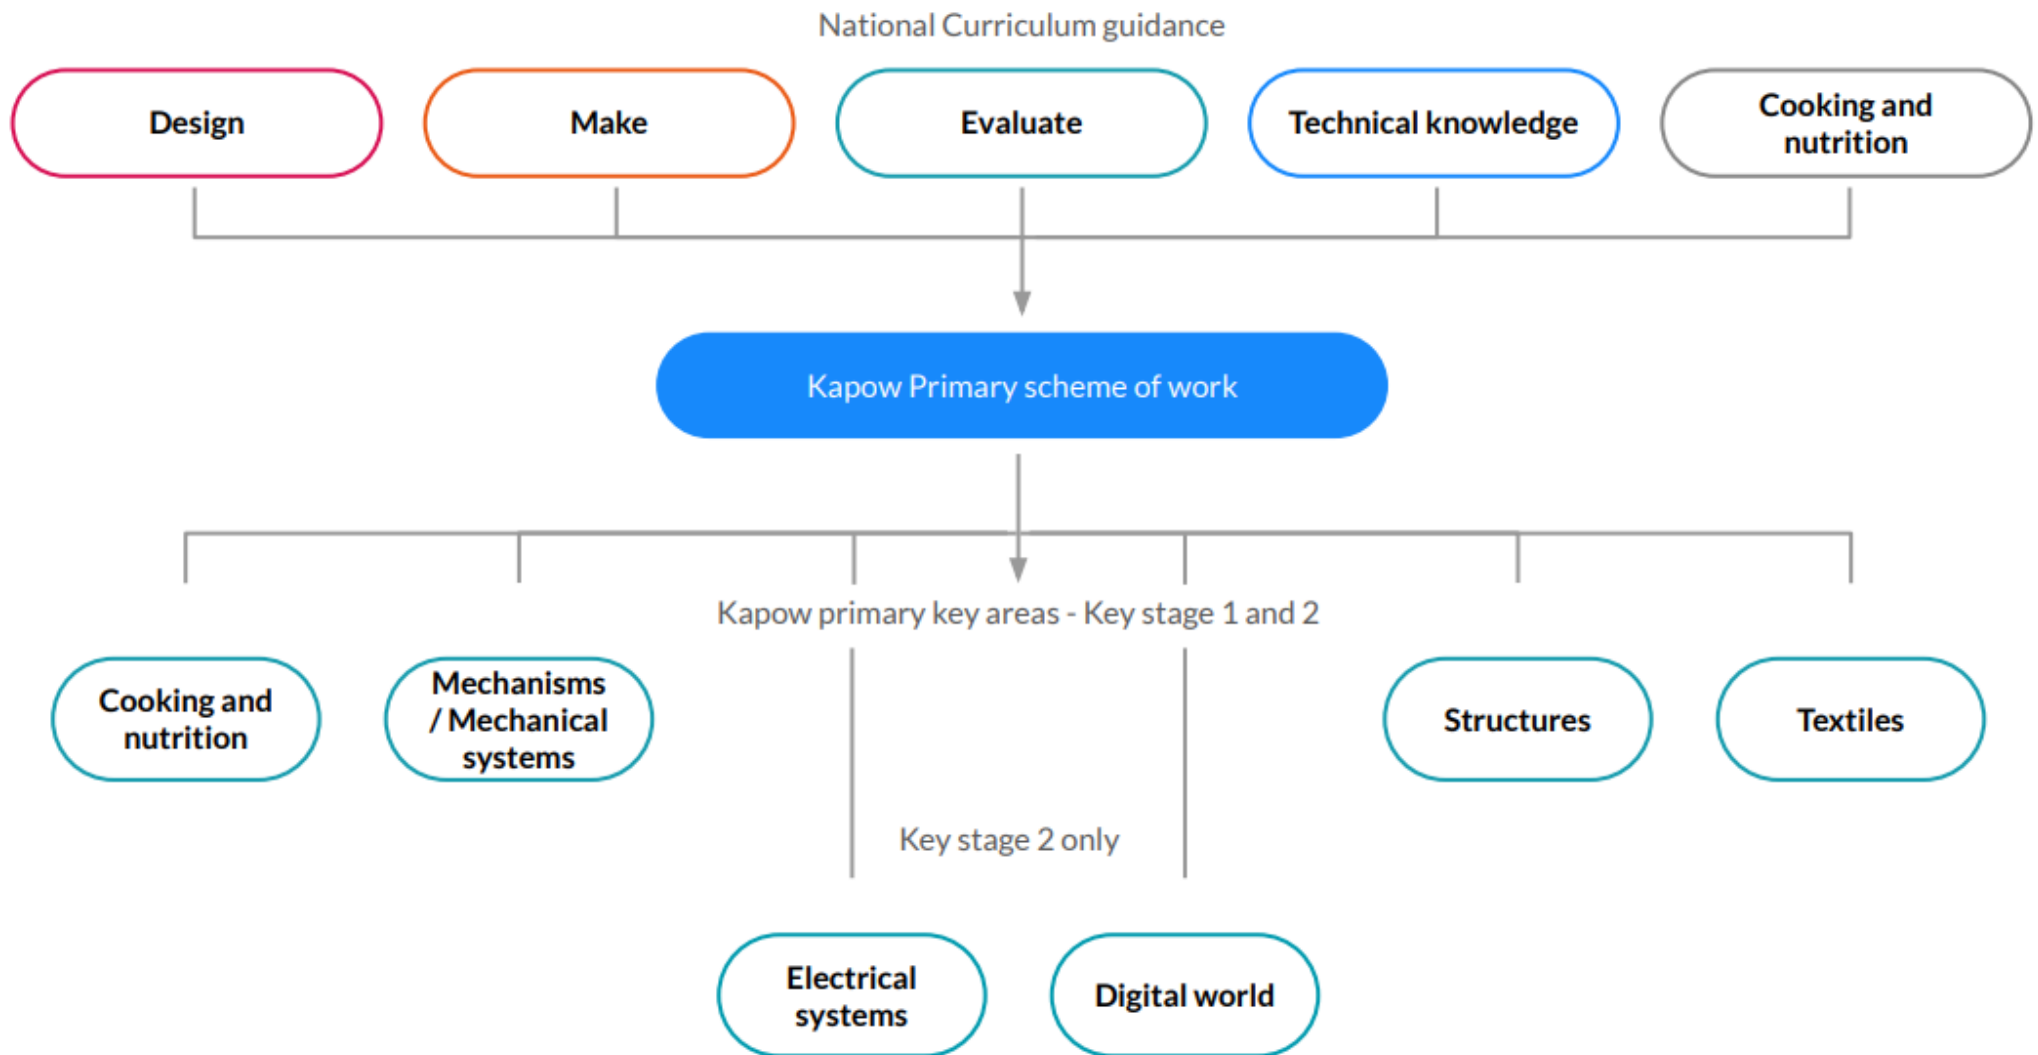 National Curriculum guidance
Design
Make
Evaluate
Technical knowledge
Cooking and
nutrition
Kapow Primary scheme of work
Kapow primary key areas - Key stage 1 and 2
Cooking and
nutrition
Mechanisms
/ Mechanical
systems
Structures
Textiles
Key stage 2 only
Electrical
systems
Digital world